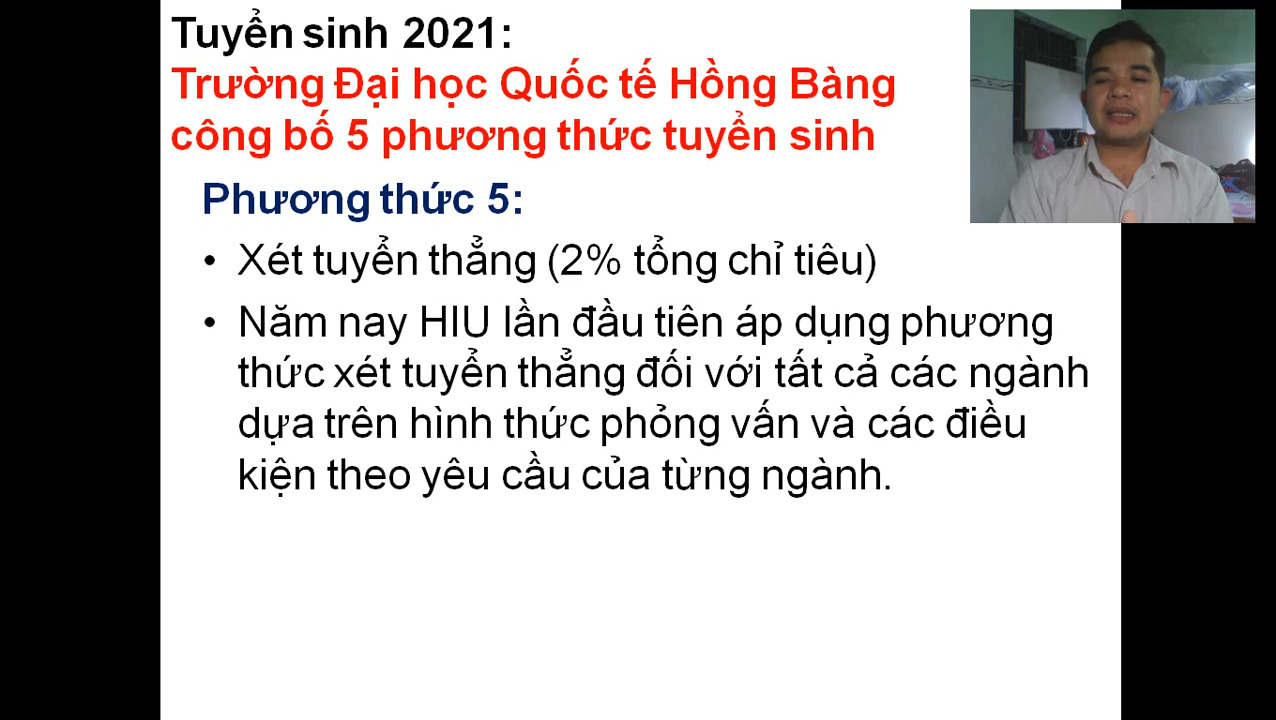 Tuyển sinh 2021:
Trường Đại học Quốc tế Hồng Bàng
công bố 5 phương thức tuyển sinh
Phương thức 5:
• Xét tuyển thẳng (2% tổng chỉ tiêu)
• Năm nay HIU lần đầu tiên áp dụng phương
thức xét tuyển thẳng đối với tất cả các ngành
dựa trên hình thức phỏng vấn và các điều
kiện theo yêu cầu của từng ngành.